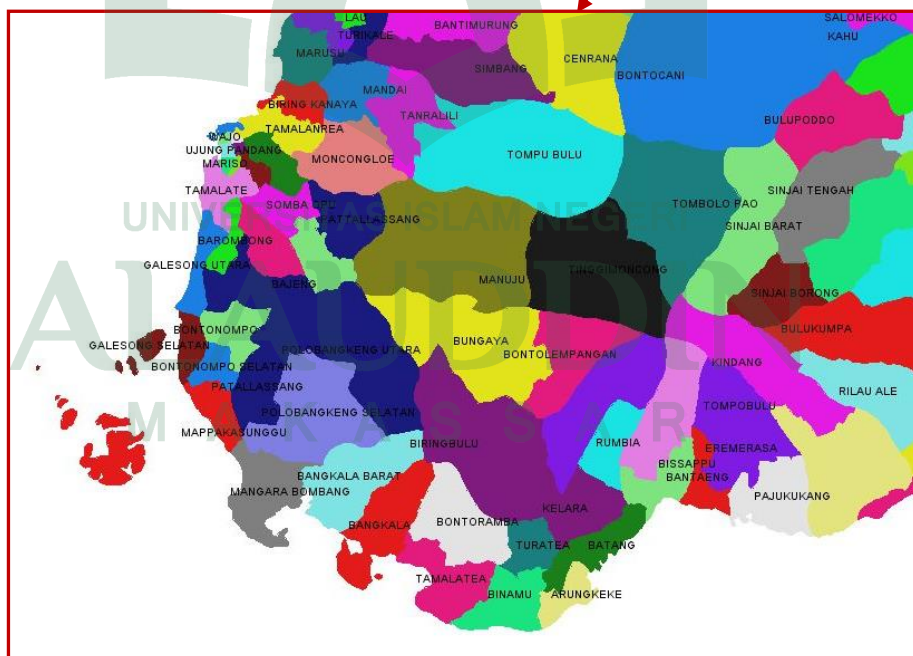 LAU
BANTIMURUNG
SALOMEKKO
TURIKALE
KAHU
MARUSU
CENRANA
SIMBANG
BONTOCANI
MANDAI
BIRING KANAYA
TANRALILI
BULUPODDO
TAMALANREA
WAJO
UJUNG PANDANG
MONCONGLOE
TOMPU BULU
MARISO
TAMALATE
SINJAI TENGAH
SOMBA OPU
TOMBOLO PAO
UNIVERSITAS ISLAM NEGERI
PATTALLASSANG
SINJAI BARAT
BAROMBONG
GALESONG UTARA
ALAUDDIN
TINGGIMONCONG
BAJENG
MANUJU
SINJAI BORONG
BONTONOMPO
BULUKUMPA
GALESONG SELATAN
BUNGAYA
POLOBANGKENG UTARA
BONTOLEMPANGAN
KINDANG
BONTONOMPO SELATAN
PATALLASSANG
RILAU ALE
TOMPOBULU
POLOBANGKENG SELATAN
MAKASSAR
MAPPAKASUNGGU
BIRINGBULU
RUMBIA
EREMERASA
BISSAPPU
BANGKALA BARAT
BANTAENG
MANGARA BOMBANG
PAJUKUKANG
KELARA
BANGKALA
BONTORAMBA
TURATEA
BATANG
TAMALATEA
BINAMU
ARUNGKEKE